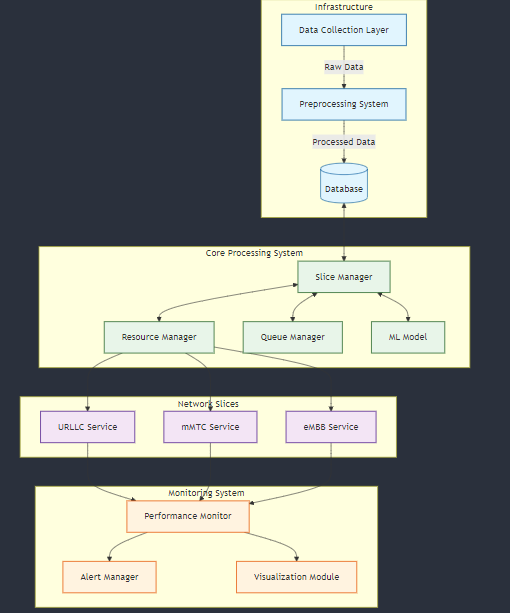 Infrastructure
Data Collection Layer
Raw Data
Preprocessing System
Processed Data
Database
Core Processing System
Slice Manager
Resource Manager
Queue Manager
ML Model
Network Slices
URLLC Service
mMTC Service
eMBB Service
Monitoring System
Performance Monitor
Alert Manager
Visualization Module